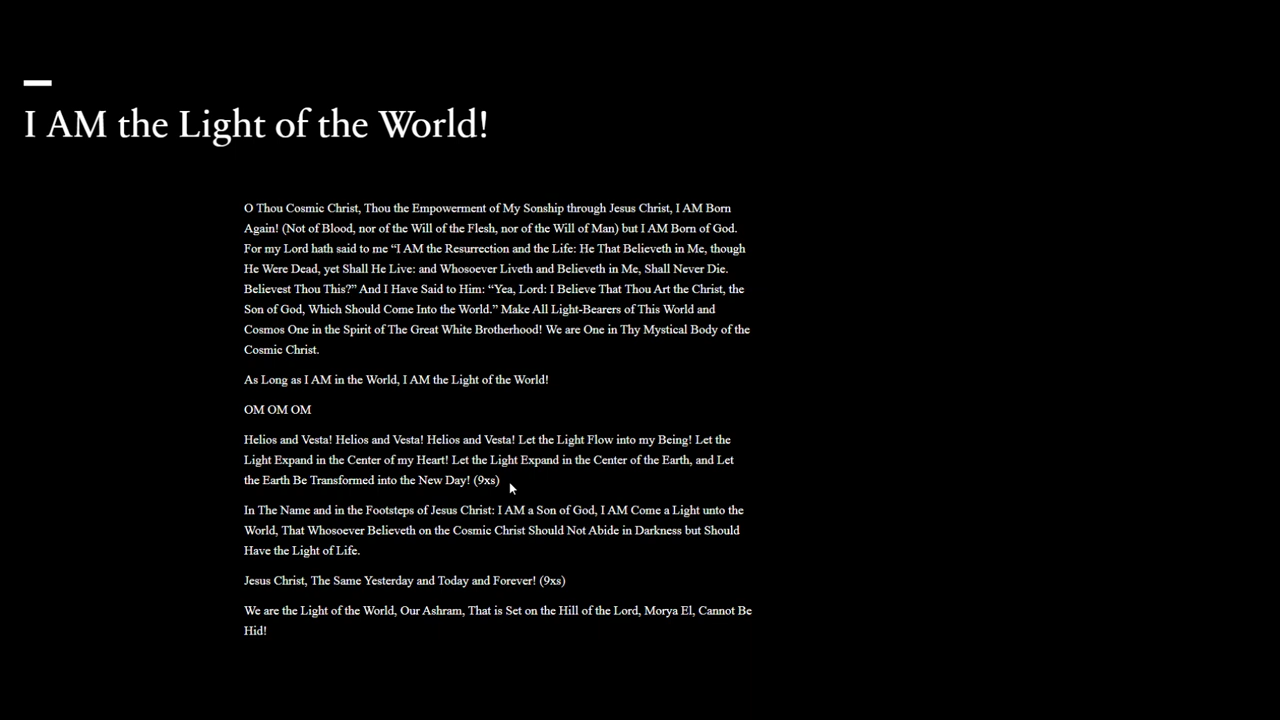 I AM the Light of the World!
O Thou Cosmic Christ, Thou the Empowerment of My Sonship through Jesus Christ, I AM Born
Again! (Not of Blood, nor of the Will of the Flesh, nor of the Will of Man) but I AM Born of God.
For my Lord hath said to me “I AM the Resurrection and the Life: He That Believeth in Me, though
He Were Dead, yet Shall He Live: and Whosoever Liveth and Believeth in Me, Shall Never Die.
Believest Thou This?” And I Have Said to Him: “Yea, Lord: I Believe That Thou Art the Christ, the
Son of God, Which Should Come Into the World.” Make All Light-Bearers of This World and
Cosmos One in the Spirit of The Great White Brotherhood! We are One in Thy Mystical Body of the
Cosmic Christ.
As Long as I AM in the World, I AM the Light of the World!
OM OM OM
Helios and Vesta! Helios and Vesta! Helios and Vesta! Let the Light Flow into my Being! Let the
Light Expand in the Center of my Heart! Let the Light Expand in the Center of the Earth, and Let
the Earth Be Transformed into the New Day! (9xs)
In The Name and in the Footsteps of Jesus Christ: I AM a Son of God, I AM Come a Light unto the
World, That Whosoever Believeth on the Cosmic Christ Should Not Abide in Darkness but Should
Have the Light of Life.
Jesus Christ, The Same Yesterday and Today and Forever! (9xs)
We are the Light of the World, Our Ashram, That is Set on the Hill of the Lord, Morya El, Cannot Be
Hid!